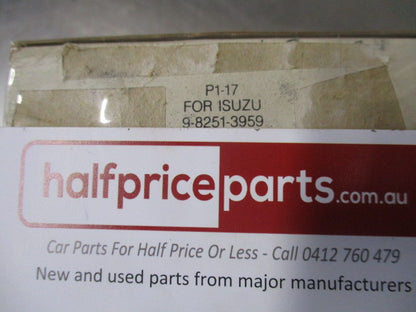 P1-17
FOR ISUZU
9-8251-3959
halfpriceparts.com.au
Car Parts For Half Price Or Less - Call 0412 760 479
New and used parts from major manufacturers